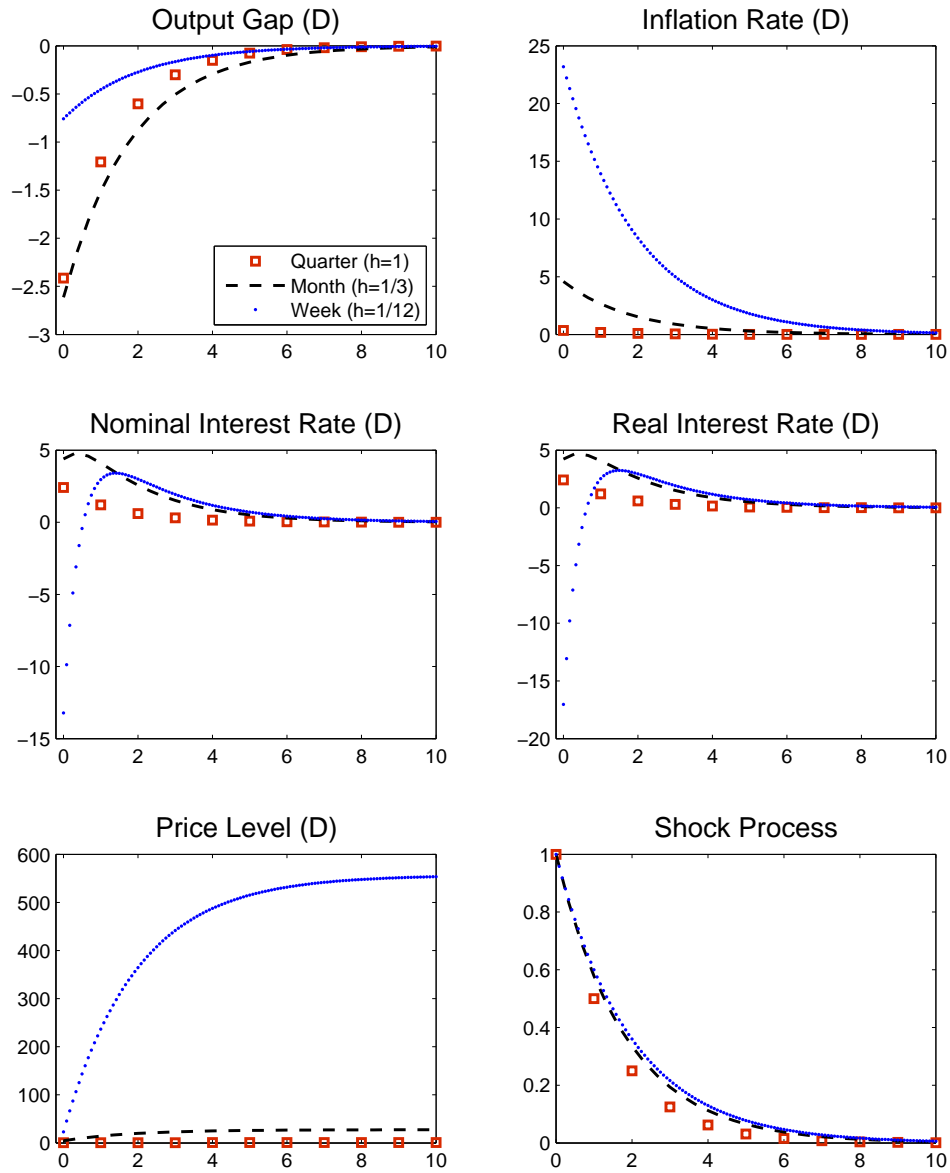 Output Gap (D)
0
−0.5
−1
−1.5
−2
−2.5
−3
0 2 4 6 8 10
Quarter (h=1)
Month (h=1/3)
Week (h=1/12)
Inflation Rate (D)
25
20
15
10
5
0
0 2 4 6 8 10
Nominal Interest Rate (D)
5
0
−5
−10
−15
0 2 4 6 8 10
Real Interest Rate (D)
5
0
−5
−10
−15
−20
0 2 4 6 8 10
Price Level (D)
600
500
400
300
200
100
0
0 2 4 6 8 10
Shock Process
1
0.8
0.6
0.4
0.2
0
0 2 4 6 8 10